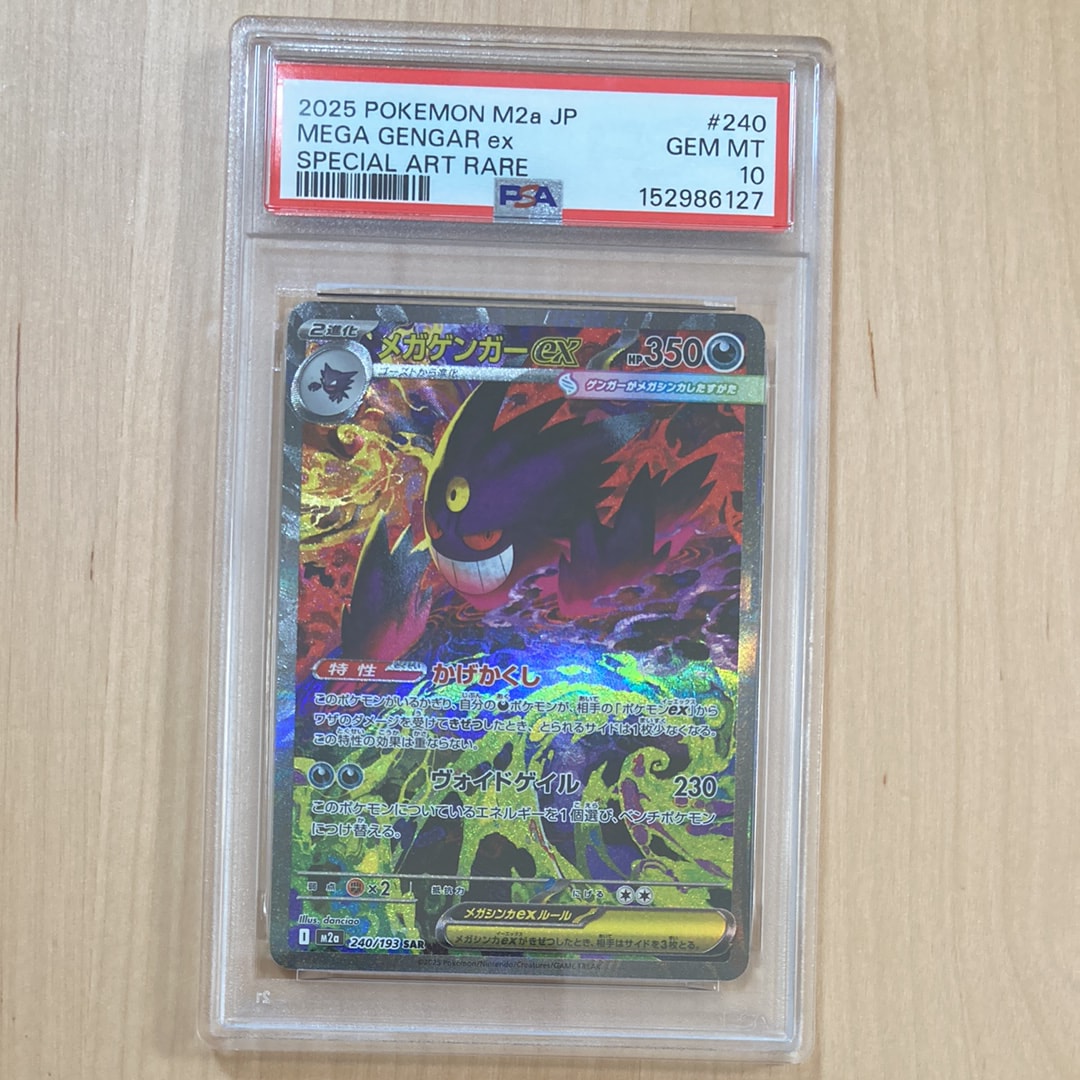 2025 POKEMON M2a JP #240
MEGA GENGAR ex GEM MT
SPECIAL ART RARE 10
PSA 152986127
2進化 メガゲンガーex HP350
ゴーストから進化
ゲンガーがメガシンカしたすがた
特性 かげかくし
このポケモンがいるかぎり、自分の悪ポケモンが、相手の「ポケモンex」から
ワザのダメージを受けてきぜつしたとき、とられるサイドは1枚少なくなる。
この特性の効果は重ならない。
ヴォイドゲイル 230
このポケモンについているエネルギーを1個選び、ベンチポケモン
につけ替える。
弱点 ×2 抵抗力 にげる
メガシンカexルール
メガシンカexがきぜつしたとき、相手はサイドを3枚とる。
Illus. danciao
I M2a 240/193 SAR
©2025 Pokémon/Nintendo/Creatures/GAME FREAK